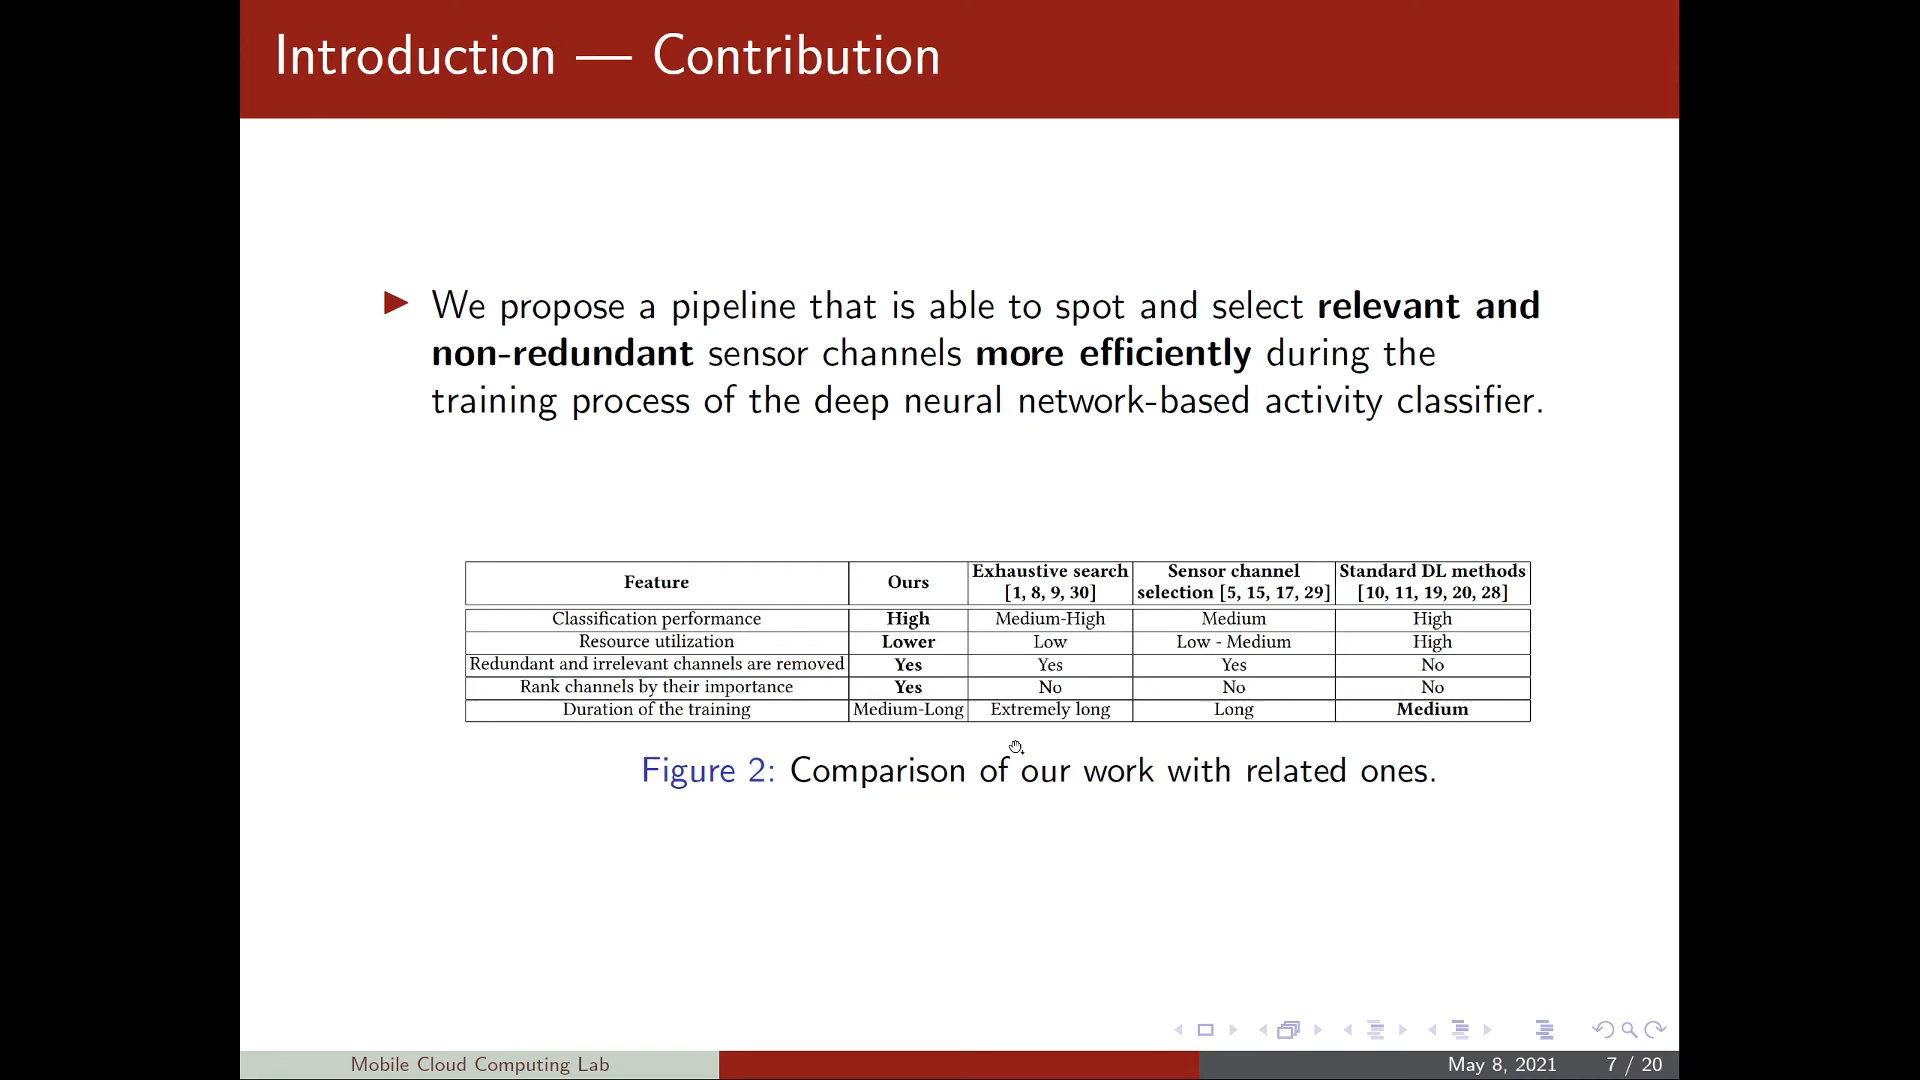 Introduction — Contribution
We propose a pipeline that is able to spot and select relevant and
non-redundant sensor channels more efficiently during the
training process of the deep neural network-based activity classifier.
Feature Ours Exhaustive search [1, 8, 9, 30] Sensor channel selection [5, 15, 17, 29] Standard DL methods [10, 11, 19, 20, 28]
Classification performance High Medium-High Medium High
Resource utilization Lower Low Low - Medium High
Redundant and irrelevant channels are removed Yes Yes Yes No
Rank channels by their importance Yes No No No
Duration of the training Medium-Long Extremely long Long Medium
Figure 2: Comparison of our work with related ones.
Mobile Cloud Computing Lab May 8, 2021 7 / 20